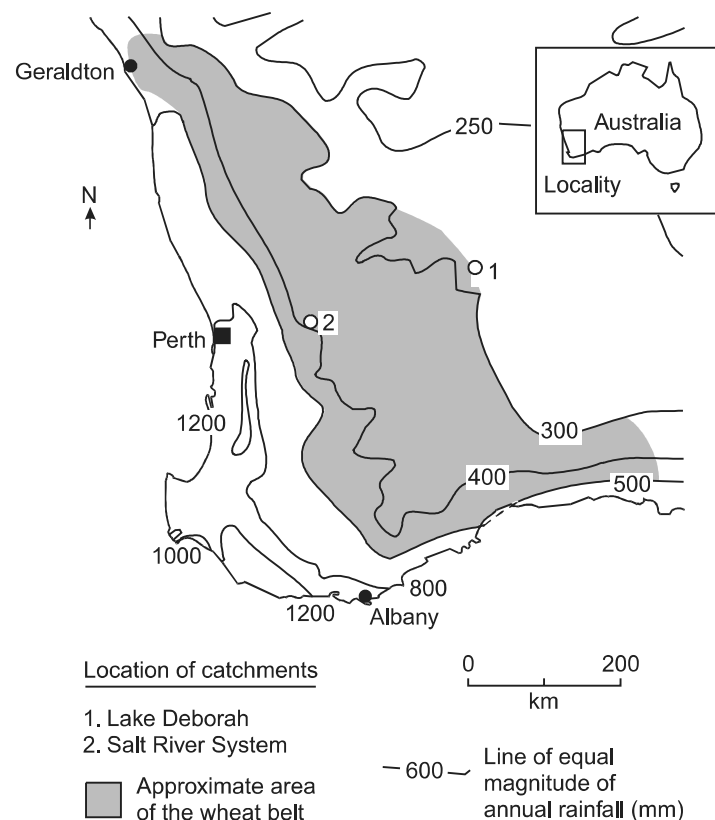 Geraldton
250
Australia
Locality
N
1
2
Perth
1200
300
400
500
1000
800
1200
Albany
Location of catchments
0 200
km
1. Lake Deborah
2. Salt River System
Approximate area
of the wheat belt
600
Line of equal
magnitude of
annual rainfall (mm)